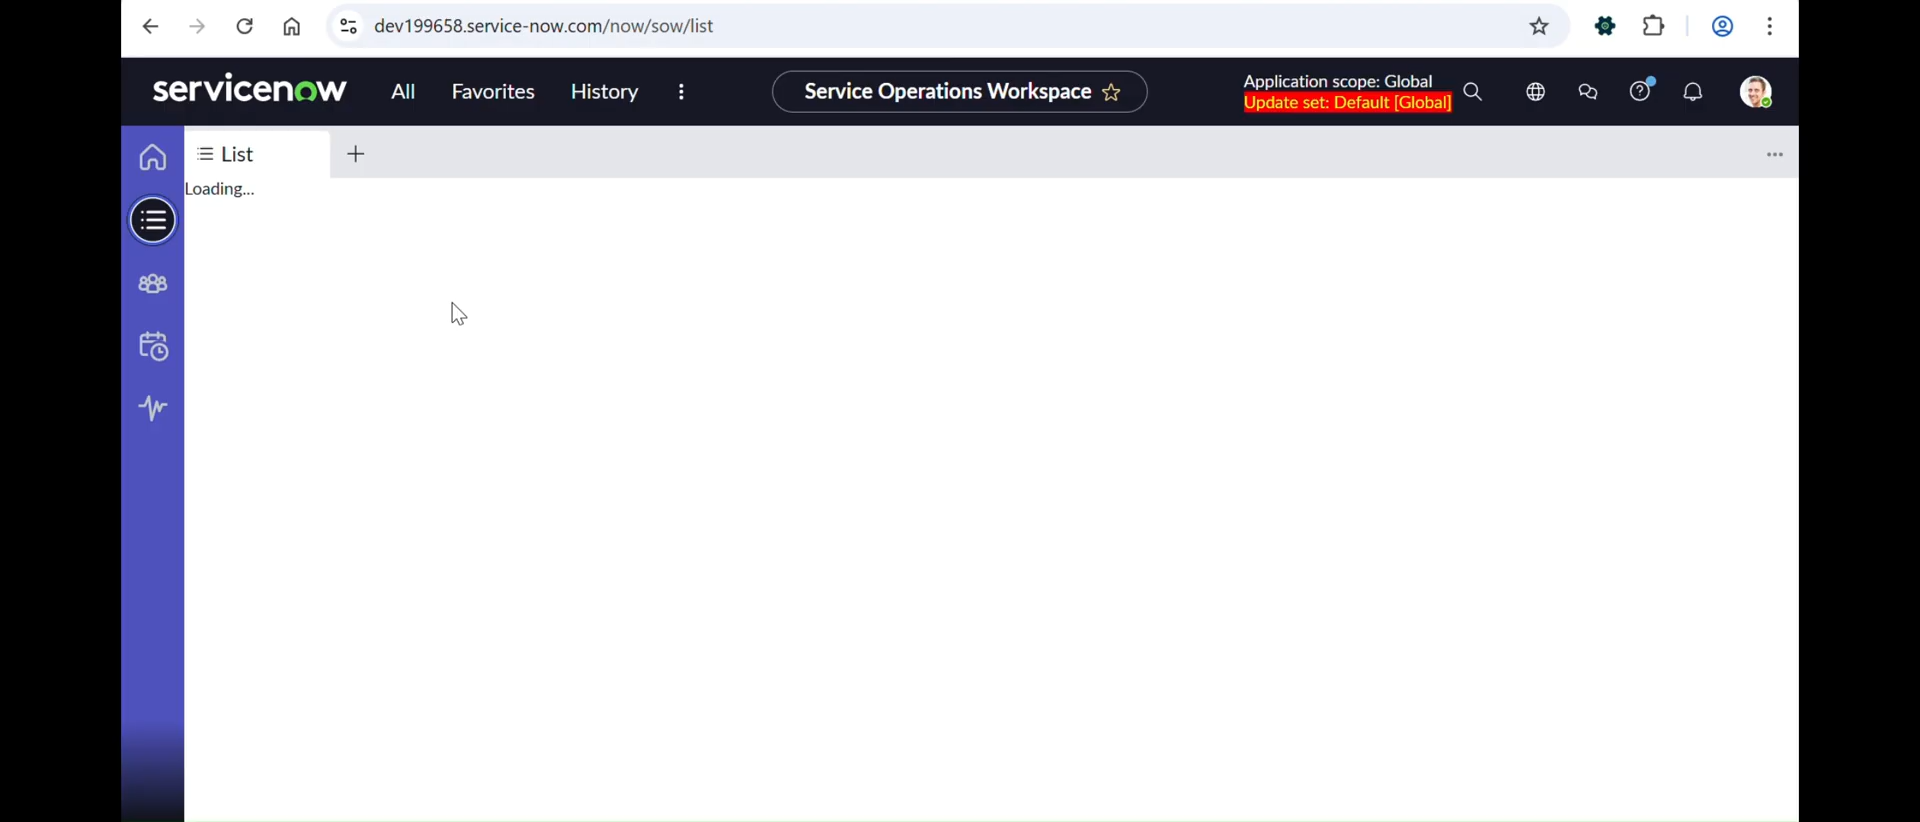 dev199658.service-now.com/now/sow/list
servicenow All Favorites History Service Operations Workspace Application scope: Global
Update set: Default [Global]
List
Loading...